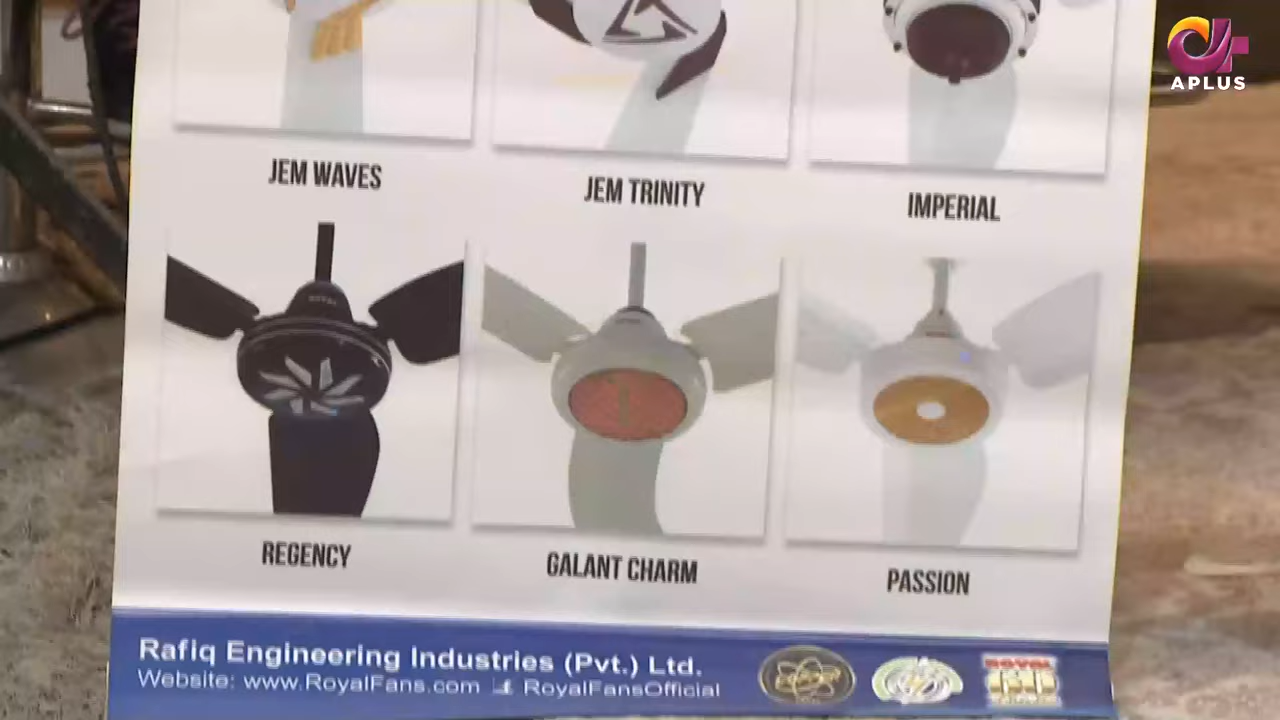 APLUS
JEM WAVES
JEM TRINITY
IMPERIAL
REGENCY
GALANT CHARM
PASSION
Rafiq Engineering Industries (Pvt.) Ltd.
Website: www.RoyalFans.com f RoyalFansOfficial
ROYAL